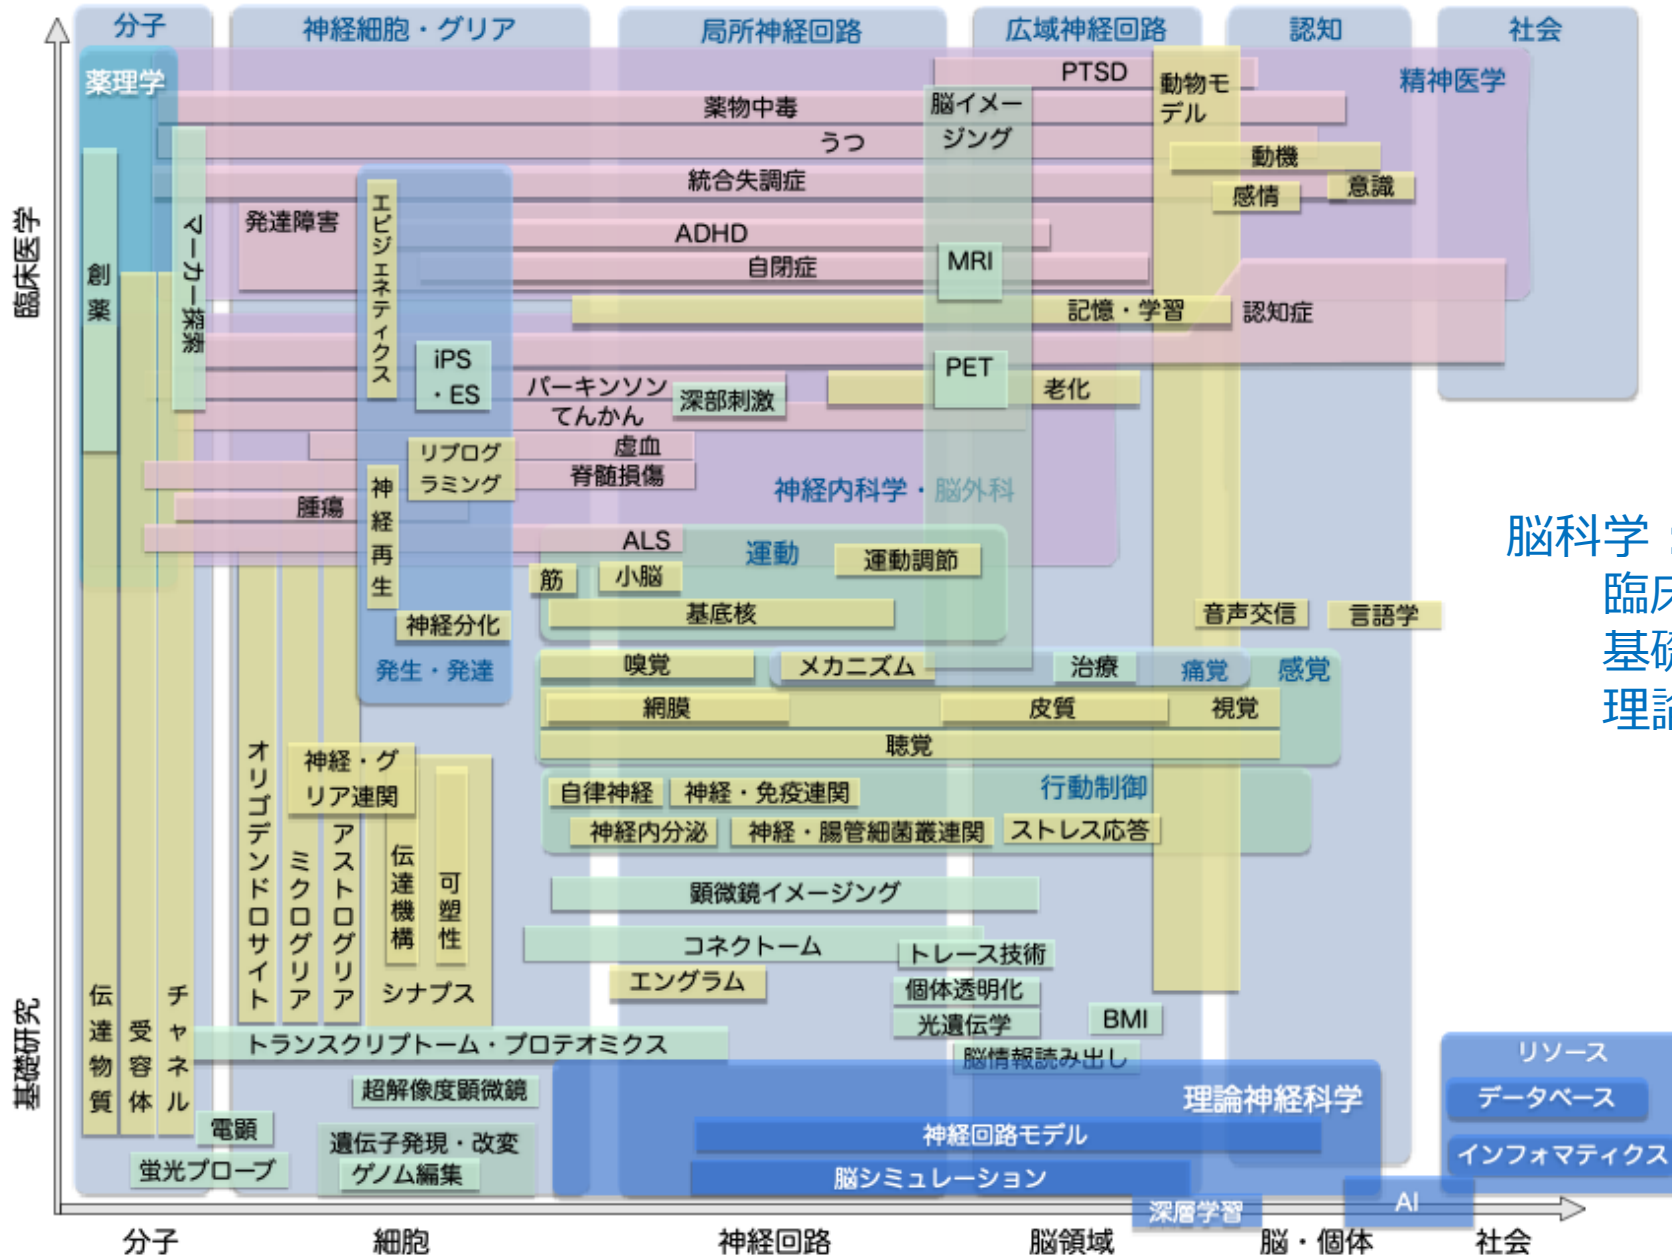 分子
神経細胞・グリア
局所神経回路
広域神経回路
認知
社会
薬理学
PTSD
動物モ
デル
精神医学
薬物中毒
脳イメー
ジング
うつ
動機
統合失調症
感情
意識
発達障害
エピジェネティクス
ADHD
MRI
自閉症
創薬
マーカー探索
記憶・学習
認知症
iPS
・ES
PET
パーキンソン
深部刺激
老化
てんかん
虚血
リプログ
ラミング
脊髄損傷
神経内科学・脳外科
腫瘍
神経再生
ALS
運動
運動調節
筋
小脳
基底核
神経分化
音声交信
言語学
発生・発達
嗅覚
メカニズム
治療
痛覚
感覚
網膜
皮質
視覚
聴覚
オリゴデンドロサイト
神経・グ
リア連関
自律神経
神経・免疫連関
行動制御
神経内分泌
神経・腸管細菌叢連関
ストレス応答
ミクログリア
アストログリア
伝達機構
可塑性
顕微鏡イメージング
コネクトーム
トレース技術
エングラム
シナプス
個体透明化
光遺伝学
BMI
伝達物質
受容体
チャネル
トランスクリプトーム・プロテオミクス
脳情報読み出し
超解像度顕微鏡
理論神経科学
電顕
遺伝子発現・改変
神経回路モデル
蛍光プローブ
ゲノム編集
脳シミュレーション
リソース
データベース
インフォマティクス
深層学習
AI
臨床医学
基礎研究
分子
細胞
神経回路
脳領域
脳・個体
社会
脳科学：
臨床
基礎
理論